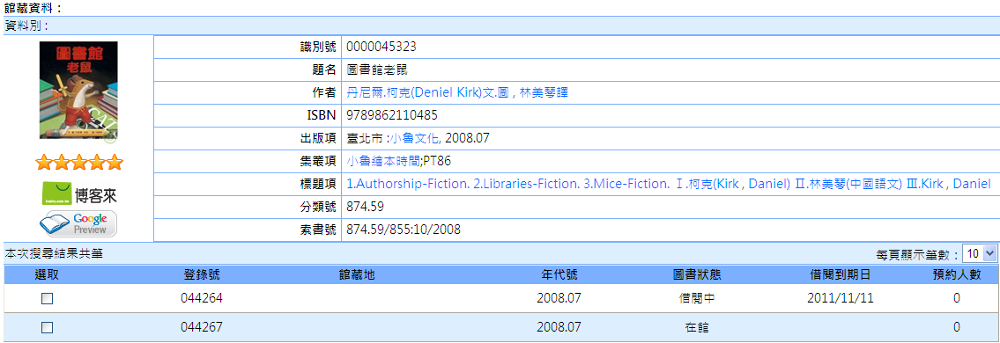 館藏資料：
資料別：
圖書館
老鼠
識別號 0000045323
題名 圖書館老鼠
作者 丹尼爾.柯克(Deniel Kirk)文.圖 , 林美琴譯
ISBN 9789862110485
出版項 臺北市 :小魯文化, 2008.07
集叢項 小魯繪本時間;PT86
標題項 1.Authorship-Fiction. 2.Libraries-Fiction. 3.Mice-Fiction. Ⅰ.柯克(Kirk , Daniel) Ⅱ.林美琴(中國語文) Ⅲ.Kirk , Daniel
分類號 874.59
索書號 874.59/855:10/2008
博客來
Google
Preview
本次搜尋結果共筆 每頁顯示筆數： 10
選取 登錄號 館藏地 年代號 圖書狀態 借閱到期日 預約人數
044264 2008.07 借閱中 2011/11/11 0
044267 2008.07 在館 0